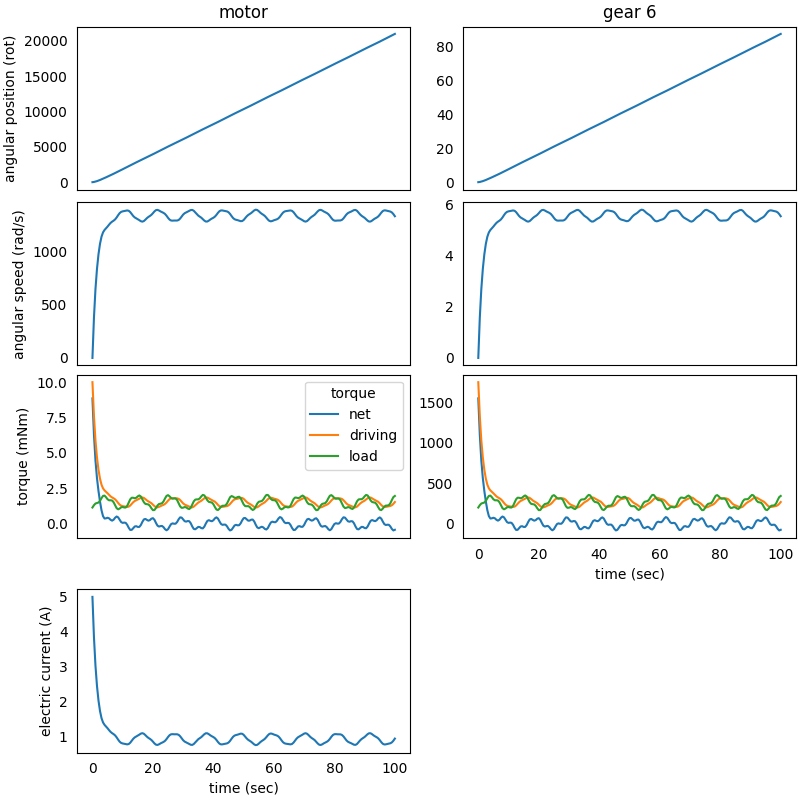 motor
gear 6
angular position (rot)
20000
15000
10000
5000
0
80
60
40
20
0
angular speed (rad/s)
1000
500
0
6
4
2
0
torque (mNm)
10.0
7.5
5.0
2.5
0.0
torque
net
driving
load
1500
1000
500
0
0 20 40 60 80 100
time (sec)
electric current (A)
5
4
3
2
1
0 20 40 60 80 100
time (sec)